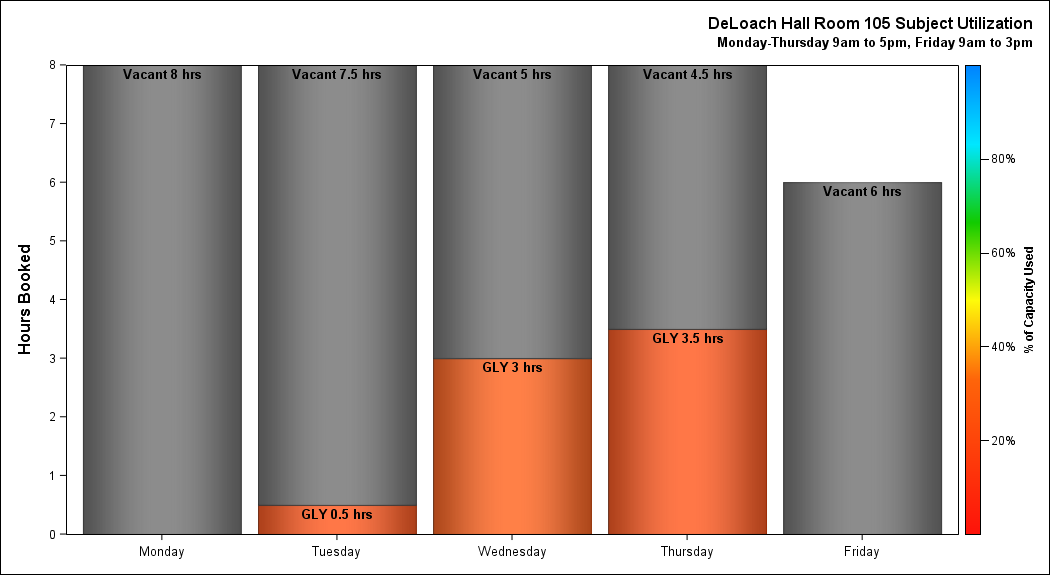 DeLoach Hall Room 105 Subject Utilization
Monday-Thursday 9am to 5pm, Friday 9am to 3pm
Hours Booked
8
7
6
5
4
3
2
1
0
Vacant 8 hrs
Vacant 7.5 hrs
Vacant 5 hrs
Vacant 4.5 hrs
Vacant 6 hrs
GLY 0.5 hrs
GLY 3 hrs
GLY 3.5 hrs
Monday
Tuesday
Wednesday
Thursday
Friday
80%
60%
40%
20%
% of Capacity Used